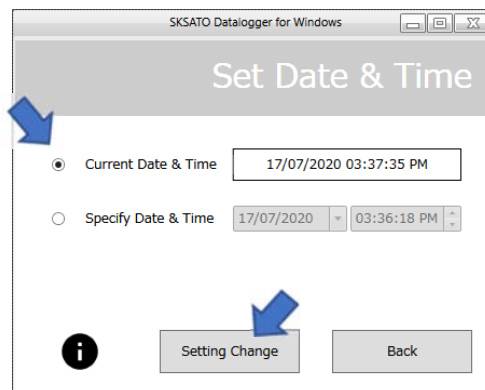 SKSATO Datalogger for Windows
Set Date & Time
Current Date & Time 17/07/2020 03:37:35 PM
Specify Date & Time 17/07/2020 03:36:18 PM
i Setting Change Back